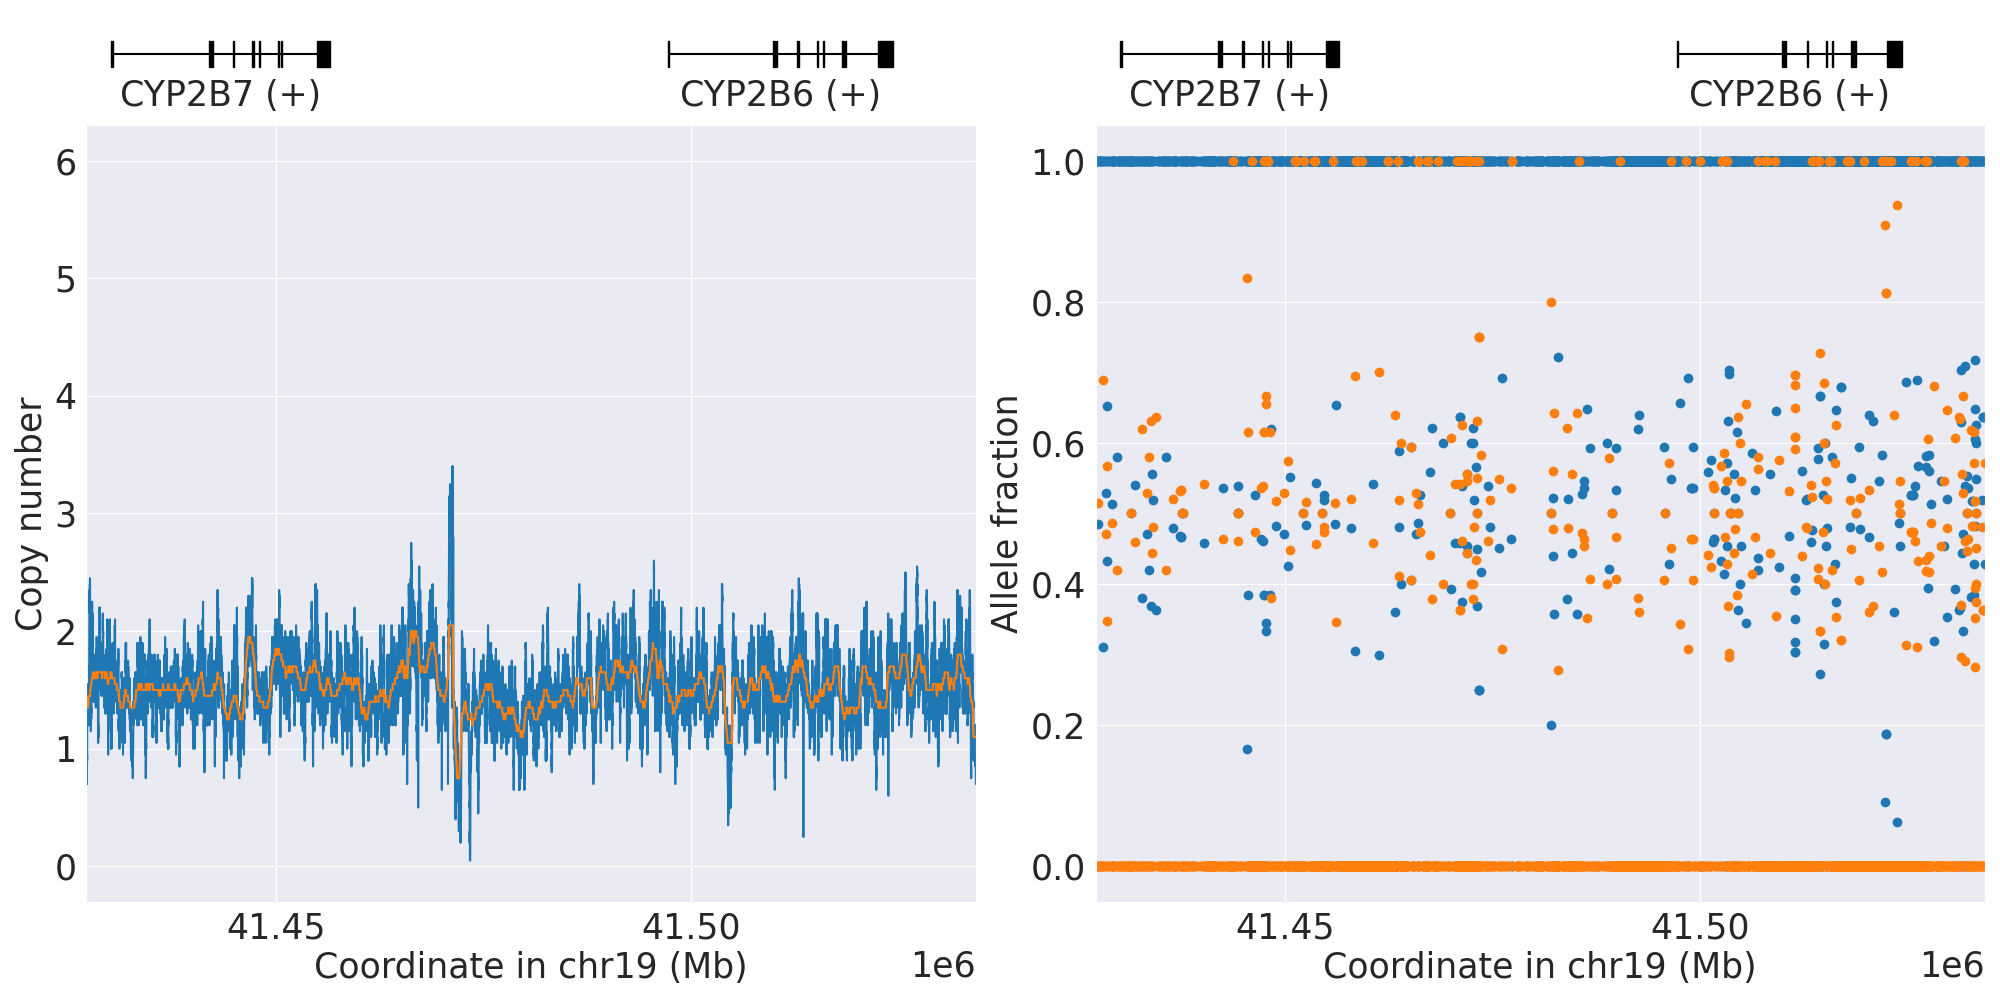 CYP2B7 (+)
CYP2B6 (+)
Copy number
6
5
4
3
2
1
0
41.45
41.50
Coordinate in chr19 (Mb)
1e6
CYP2B7 (+)
CYP2B6 (+)
Allele fraction
1.0
0.8
0.6
0.4
0.2
0.0
41.45
41.50
Coordinate in chr19 (Mb)
1e6